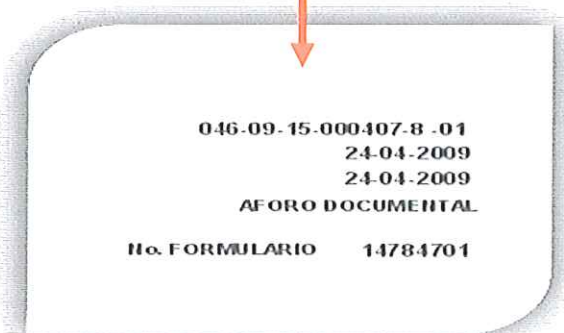 046-09-15-000407-8 -01
24-04-2009
24-04-2009
AFORO DOCUMENTAL
No. FORMULARIO 14784701